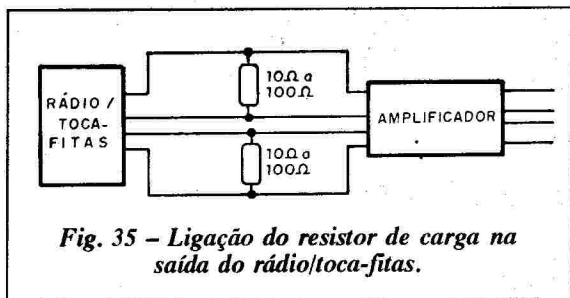 RÁDIO /
TOCA-
FITAS
10Ω a
100Ω
10Ω a
100Ω
AMPLIFICADOR
Fig. 35 – Ligação do resistor de carga na
saída do rádio/toca-fitas.